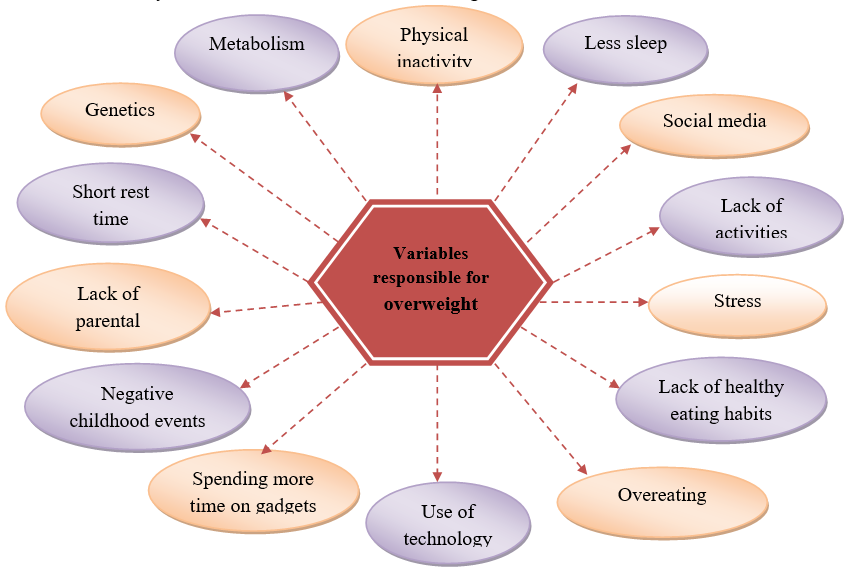 Metabolism
Physical
inactivity
Less sleep
Genetics
Social media
Short rest
time
Lack of
activities
Variables
responsible for
overweight
Lack of
parental
Stress
Negative
childhood events
Lack of healthy
eating habits
Spending more
time on gadgets
Use of
technology
Overeating